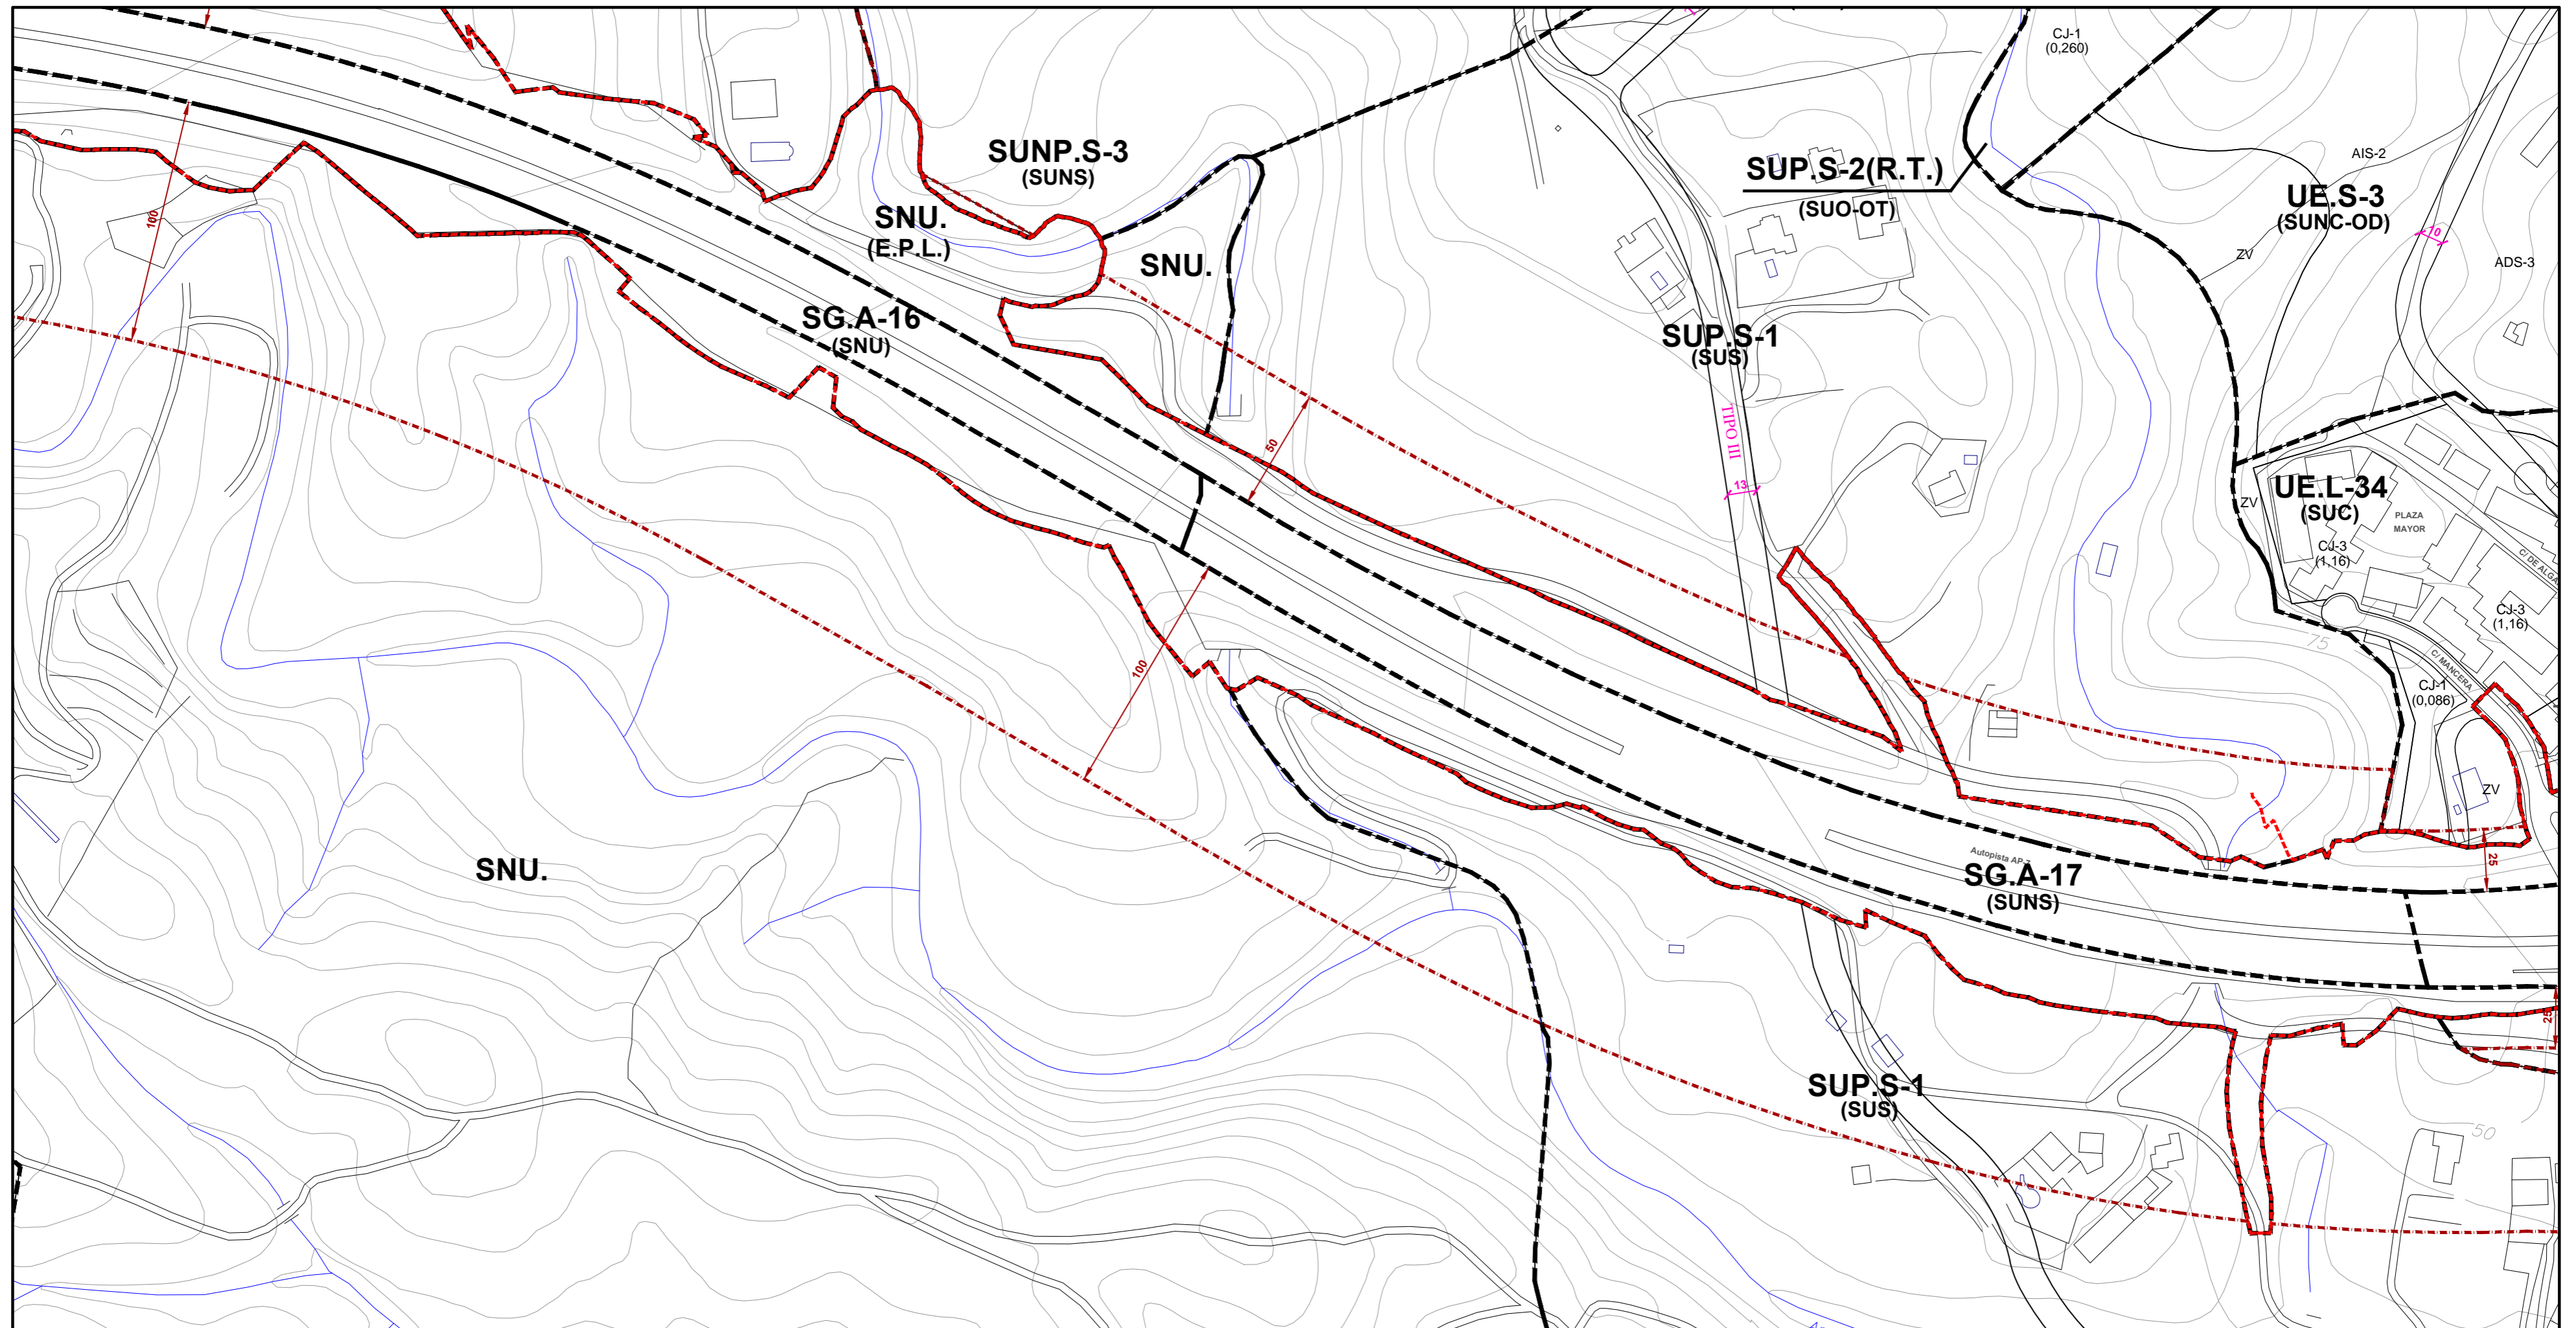 CJ-1
(0,260)
SUNP.S-3
(SUNS)
AIS-2
SUP.S-2(R.T.)
(SUO-OT)
UE.S-3
(SUNC-OD)
100
SNU.
(E.P.L.)
10
ZV
ADS-3
SNU.
SG.A-16
(SNU)
SUP.S-1
(SUS)
TIPO III
50
13
UE.L-34
(SUC)
ZV
PLAZA
MAYOR
CJ-3
(1,16)
C/ DE ALGA
CJ-3
(1,16)
75
C/ MANCERA
100
CJ-1
(0,086)
ZV
Autopista AP-7
SG.A-17
(SUNS)
25
SNU.
25
SUP.S-1
(SUS)
50